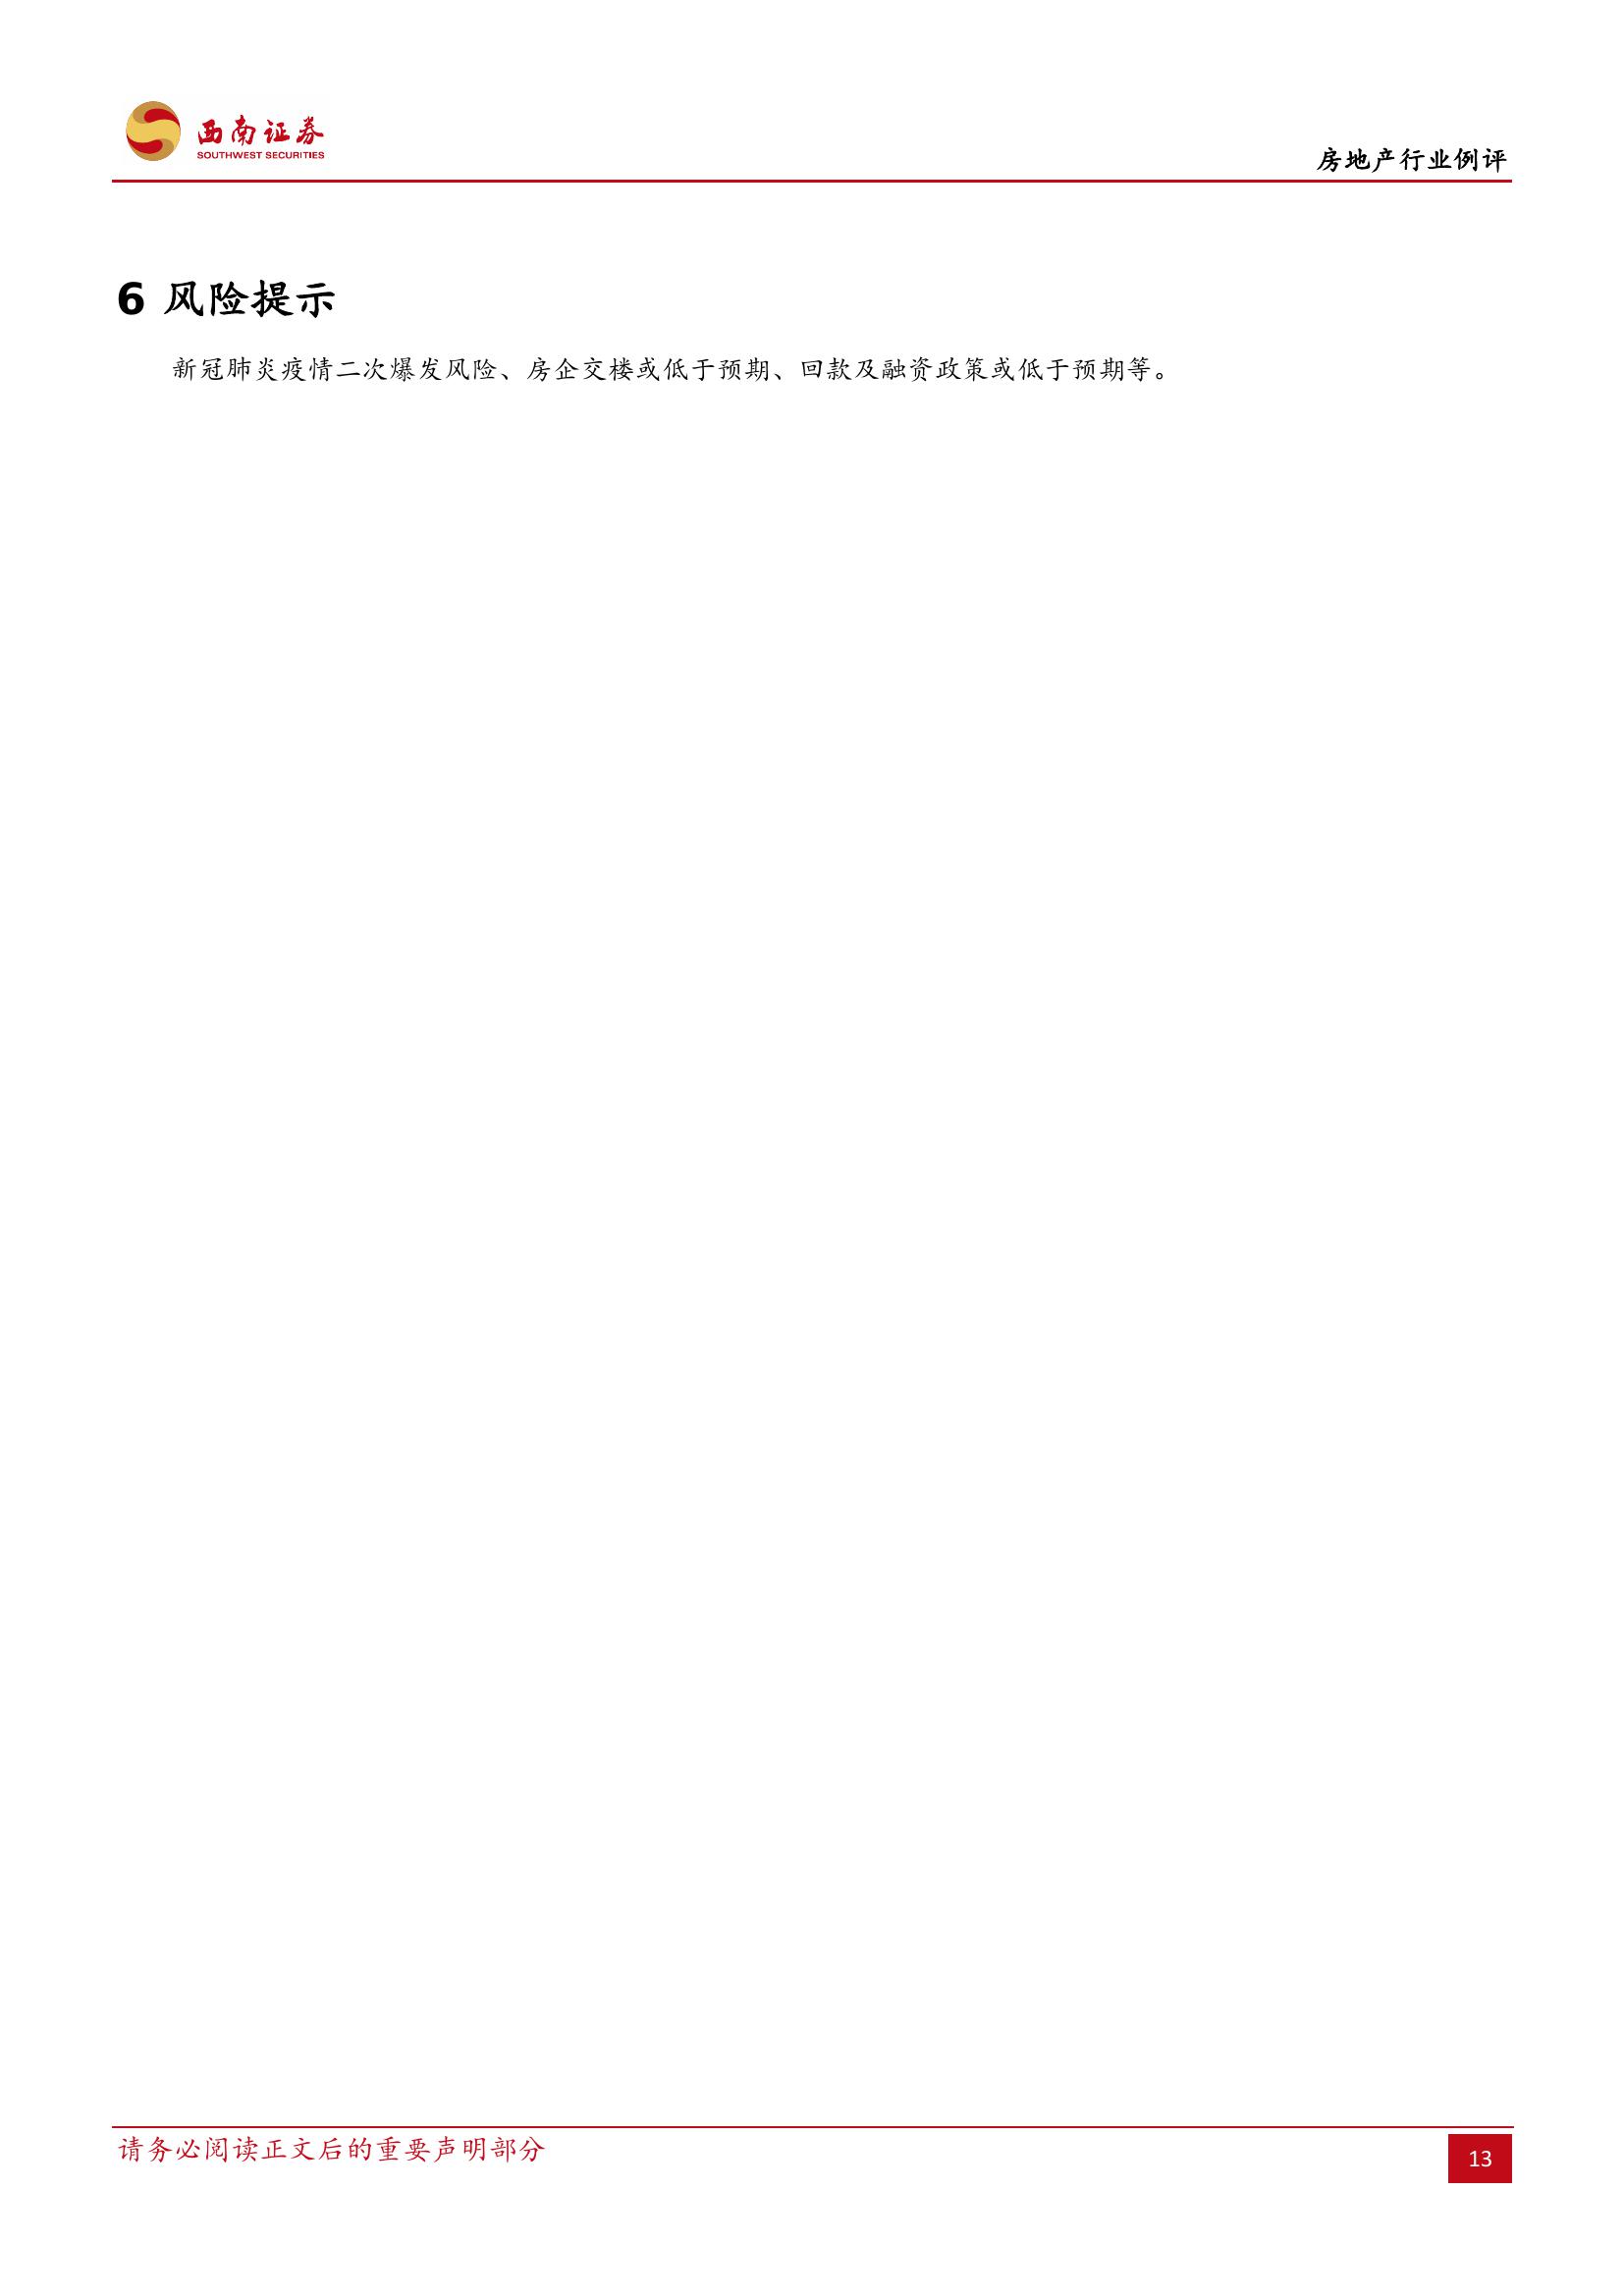 西南证券
SOUTHWEST SECURITIES
房地产行业例评
6 风险提示
新冠肺炎疫情二次爆发风险、房企交楼或低于预期、回款及融资政策或低于预期等。
请务必阅读正文后的重要声明部分
13